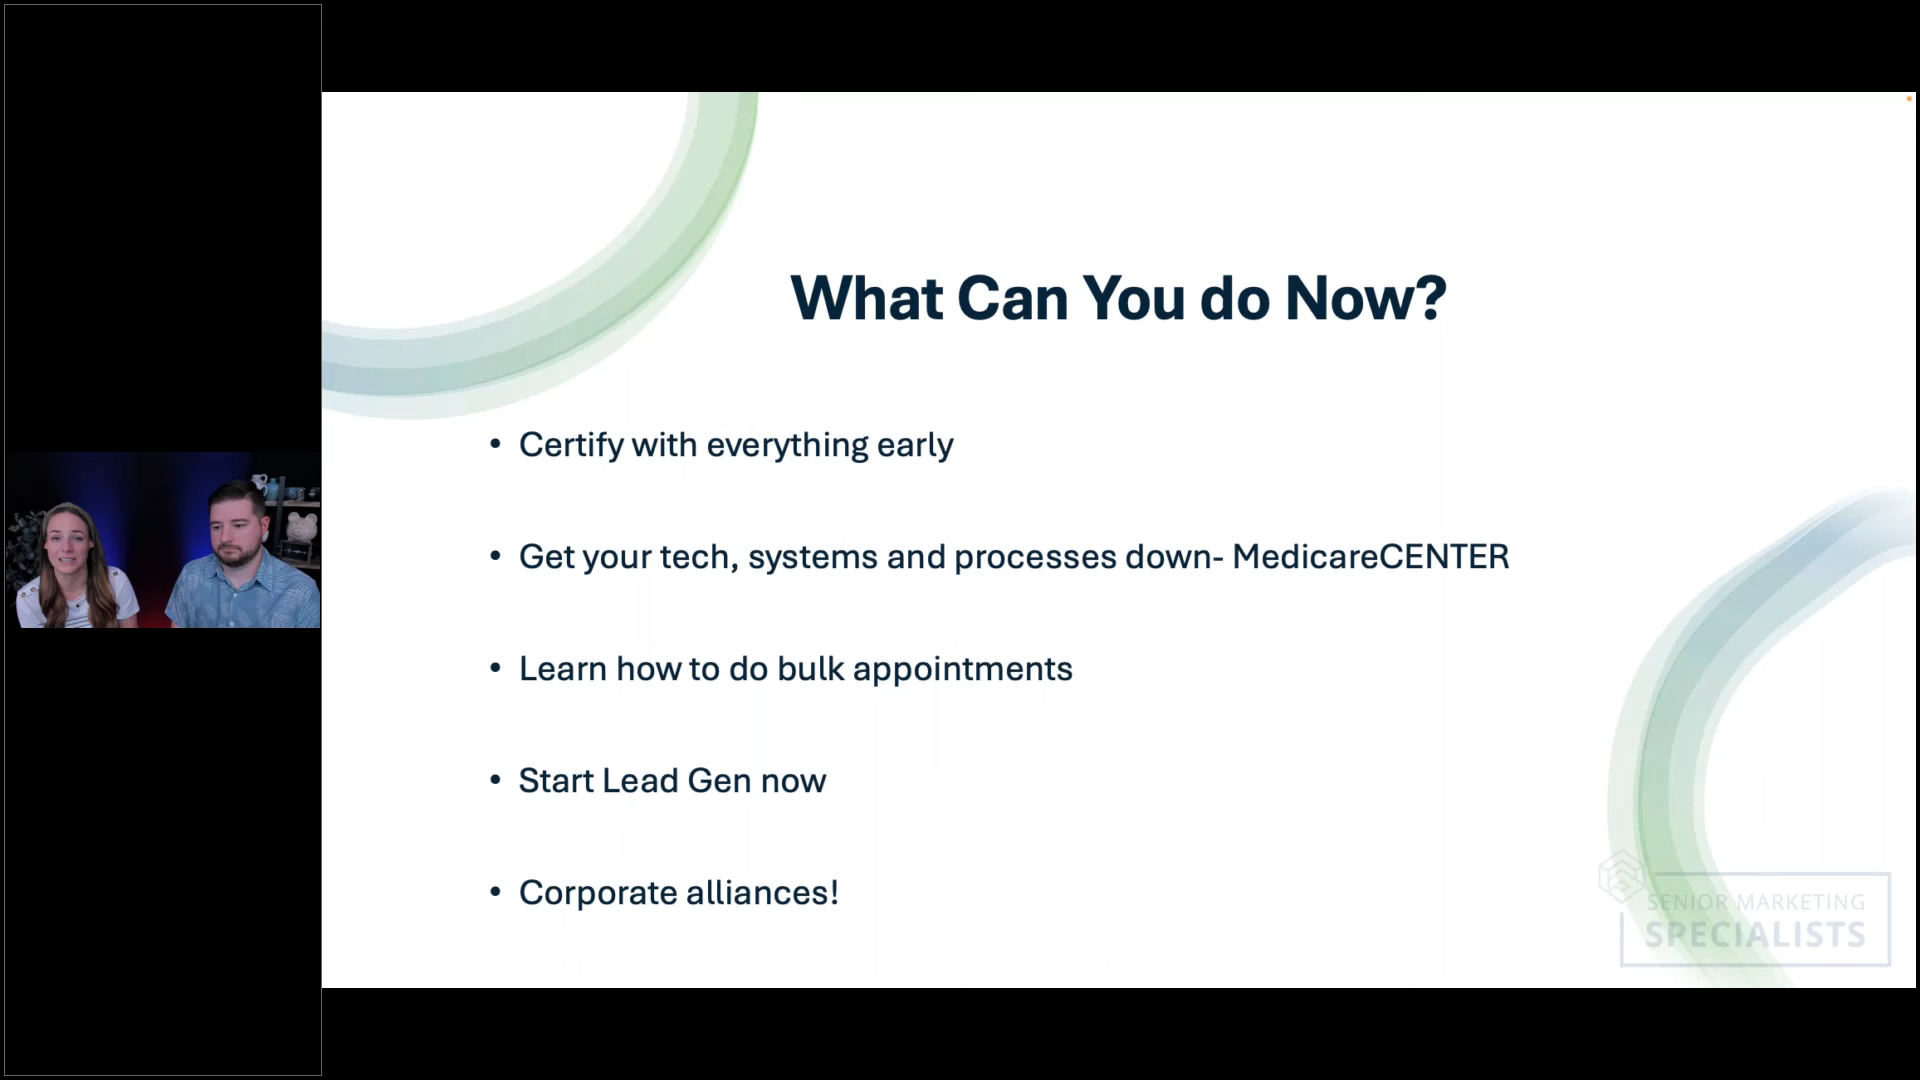 What Can You do Now?
• Certify with everything early
• Get your tech, systems and processes down- MedicareCENTER
• Learn how to do bulk appointments
• Start Lead Gen now
• Corporate alliances!
SENIOR MARKETING
SPECIALISTS